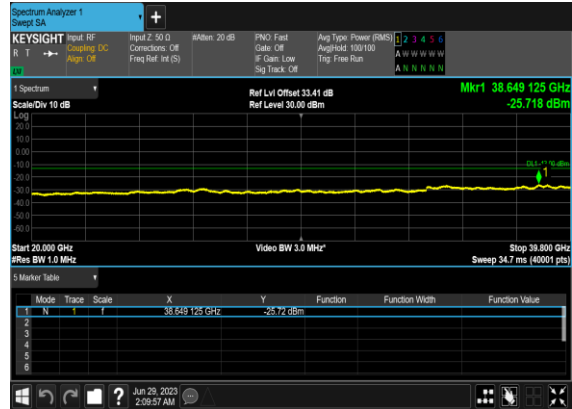 Spectrum Analyzer 1
Swept SA
+
KEYSIGHT Input: RF Input Z: 50 Ω #Atten: 20 dB PNO: Fast Avg Type: Power (RMS) 1 2 3 4 5 6
R T Coupling: DC Corrections: Off Gate: Off Avg|Hold: 100/100 A W W W W W
Align: Off Freq Ref: Int (S) IF Gain: Low Trig: Free Run
Sig Track: Off A N N N N N
1 Spectrum Ref Lvl Offset 33.41 dB Mkr1 38.649 125 GHz
Scale/Div 10 dB Ref Level 30.00 dBm -25.718 dBm
Log
20.0
10.0
0.00
-10.0
DL1 -13.00 dBm
1
-20.0
-30.0
-40.0
-50.0
-60.0
Start 20.000 GHz Video BW 3.0 MHz* Stop 39.800 GHz
#Res BW 1.0 MHz Sweep 34.7 ms (40001 pts)
5 Marker Table
Mode Trace Scale X Y Function Function Width Function Value
1 N 1 f 38.649 125 GHz -25.72 dBm
2
3
4
5
6
? Jun 29, 2023
2:09:57 AM